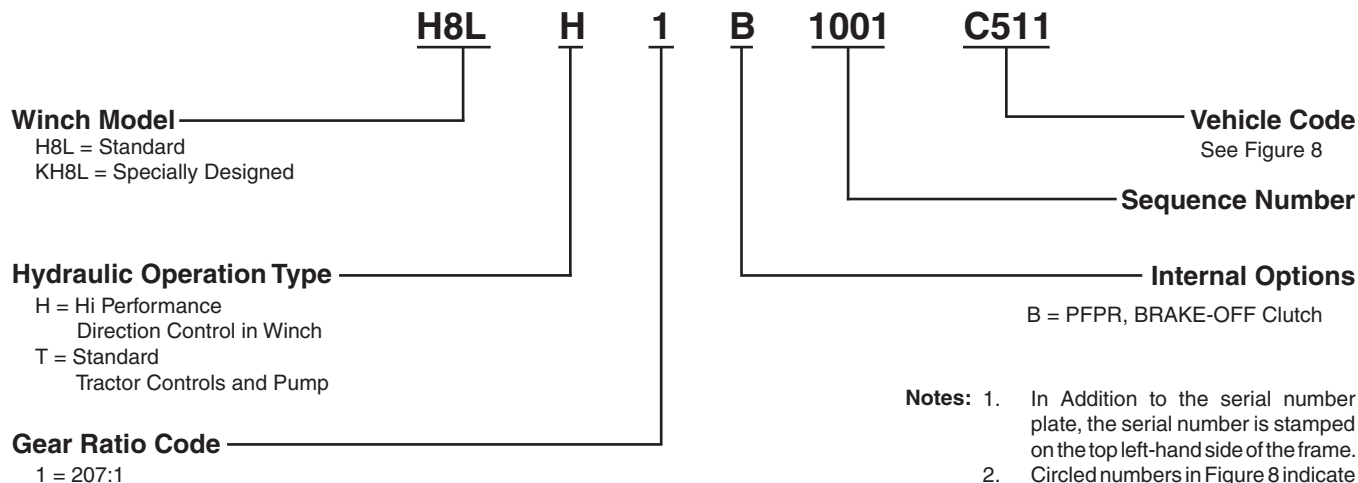 H8L H 1 B 1001 C511
Winch Model
H8L = Standard
KH8L = Specially Designed
Hydraulic Operation Type
H = Hi Performance
Direction Control in Winch
T = Standard
Tractor Controls and Pump
Gear Ratio Code
1 = 207:1
Vehicle Code
See Figure 8
Sequence Number
Internal Options
B = PFPR, BRAKE-OFF Clutch
Notes: 1. In Addition to the serial number
plate, the serial number is stamped
on the top left-hand side of the frame.
2. Circled numbers in Figure 8 indicate